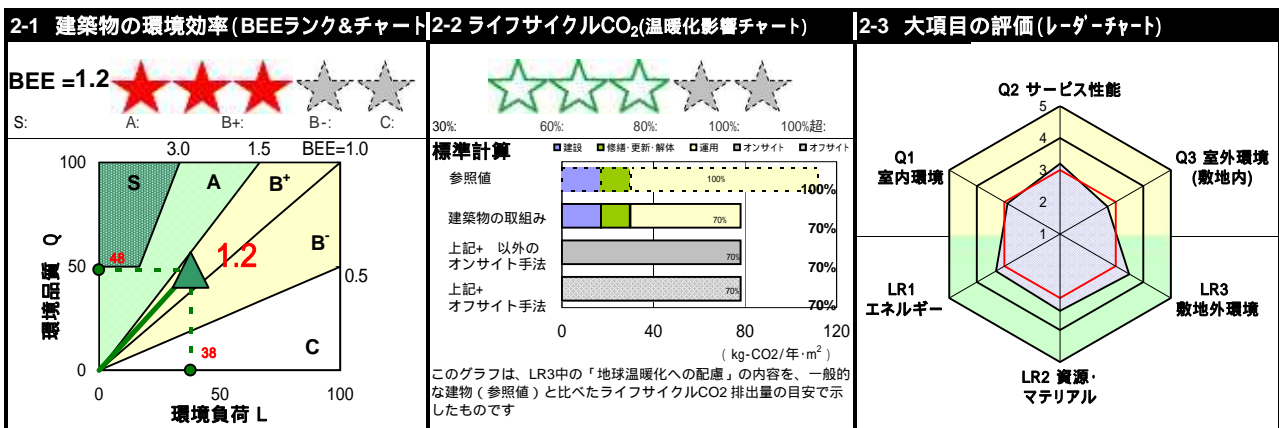 2-1 建築物の環境効率(BEEランク&チャート
BEE =1.2
S: A: B+: B-: C:
3.0 1.5 BEE=1.0
100
S A B+
B-
50
48
1.2
0.5
38
C
0
0 50 100
環境品質 Q
環境負荷 L
2-2 ライフサイクルCO2(温暖化影響チャート)
30%: 60%: 80%: 100%: 100%超:
標準計算
建設 修繕・更新・解体 運用 オンサイト オフサイト
参照値 100% 100%
建築物の取組み 70% 70%
上記+ 以外の
オンサイト手法 70% 70%
上記+
オフサイト手法 70% 70%
0 40 80 120
( kg-CO2/年・m2 )
このグラフは、LR3中の「地球温暖化への配慮」の内容を、一般的
な建物(参照値)と比べたライフサイクルCO2 排出量の目安で示
したものです
2-3 大項目の評価(レーダーチャート)
Q2 サービス性能
5
4
3
2
1
Q1
室内環境
Q3 室外環境
(敷地内)
LR1
エネルギー
LR3
敷地外環境
LR2 資源・
マテリアル